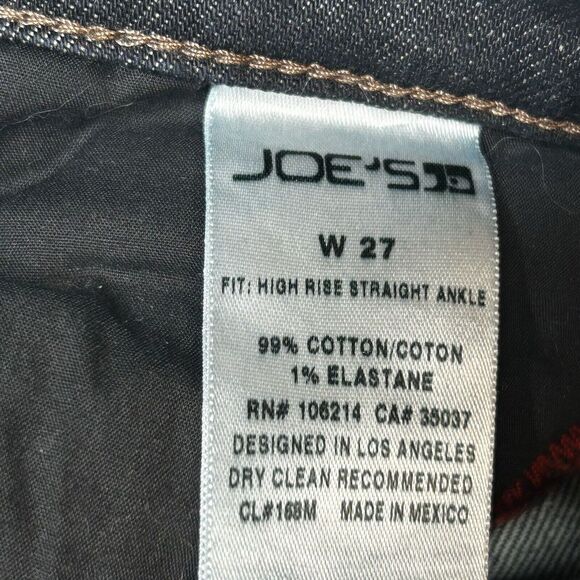 JOE'S
W 27
FIT: HIGH RISE STRAIGHT ANKLE
99% COTTON/COTON
1% ELASTANE
RN# 106214 CA# 35037
DESIGNED IN LOS ANGELES
DRY CLEAN RECOMMENDED
CL#168M MADE IN MEXICO